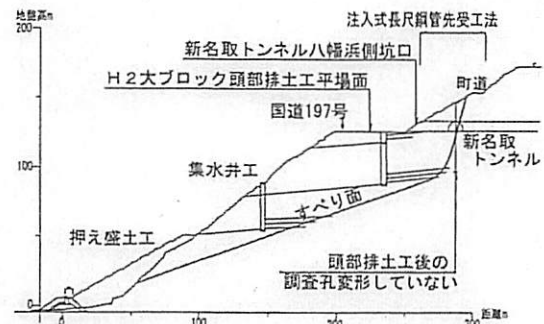 地盤高m
200
注入式長尺鋼管先受工法
新名取トンネル八幡浜側坑口
H2大ブロック頭部排土工平場面
町道
国道197号
新名取
トンネル
100
集水井工
すべり面
押え盛土工
頭部排土工後の
調査孔変形していない
0
0
100
200
距離m